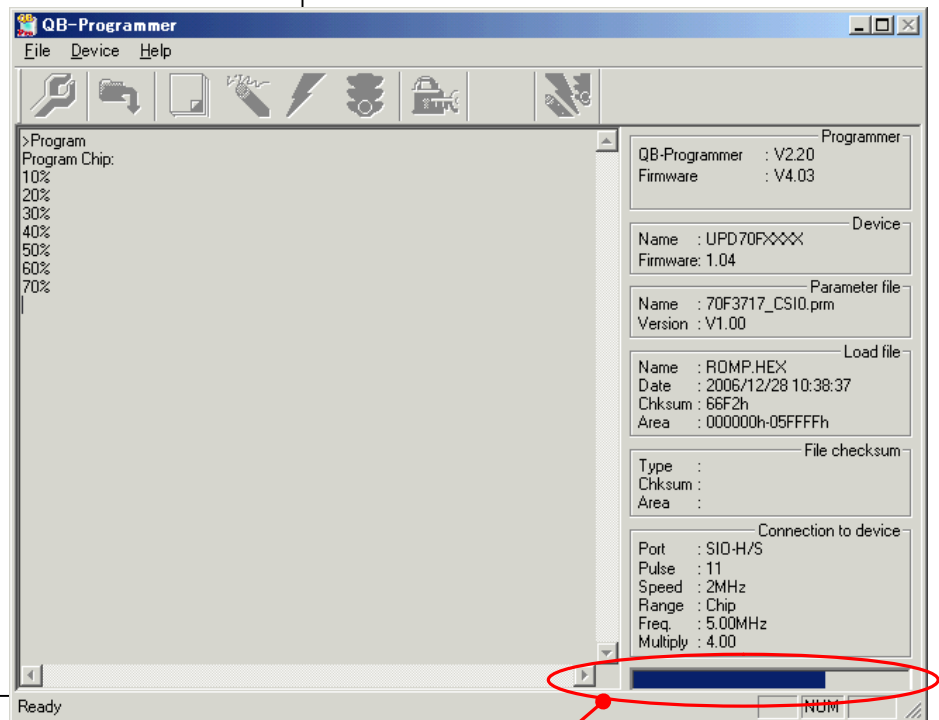 QB-Programmer
File Device Help
>Program
Program Chip:
10%
20%
30%
40%
50%
60%
70%
Programmer
QB-Programmer : V2.20
Firmware : V4.03
Device
Name : UPD70FXXXX
Firmware: 1.04
Parameter file
Name : 70F3717_CSI0.prm
Version : V1.00
Load file
Name : ROMP.HEX
Date : 2006/12/28 10:38:37
Chksum : 66F2h
Area : 000000h-05FFFFh
File checksum
Type :
Chksum :
Area :
Connection to device
Port : SIO-H/S
Pulse : 11
Speed : 2MHz
Range : Chip
Freq. : 5.00MHz
Multiply : 4.00
Ready NUM